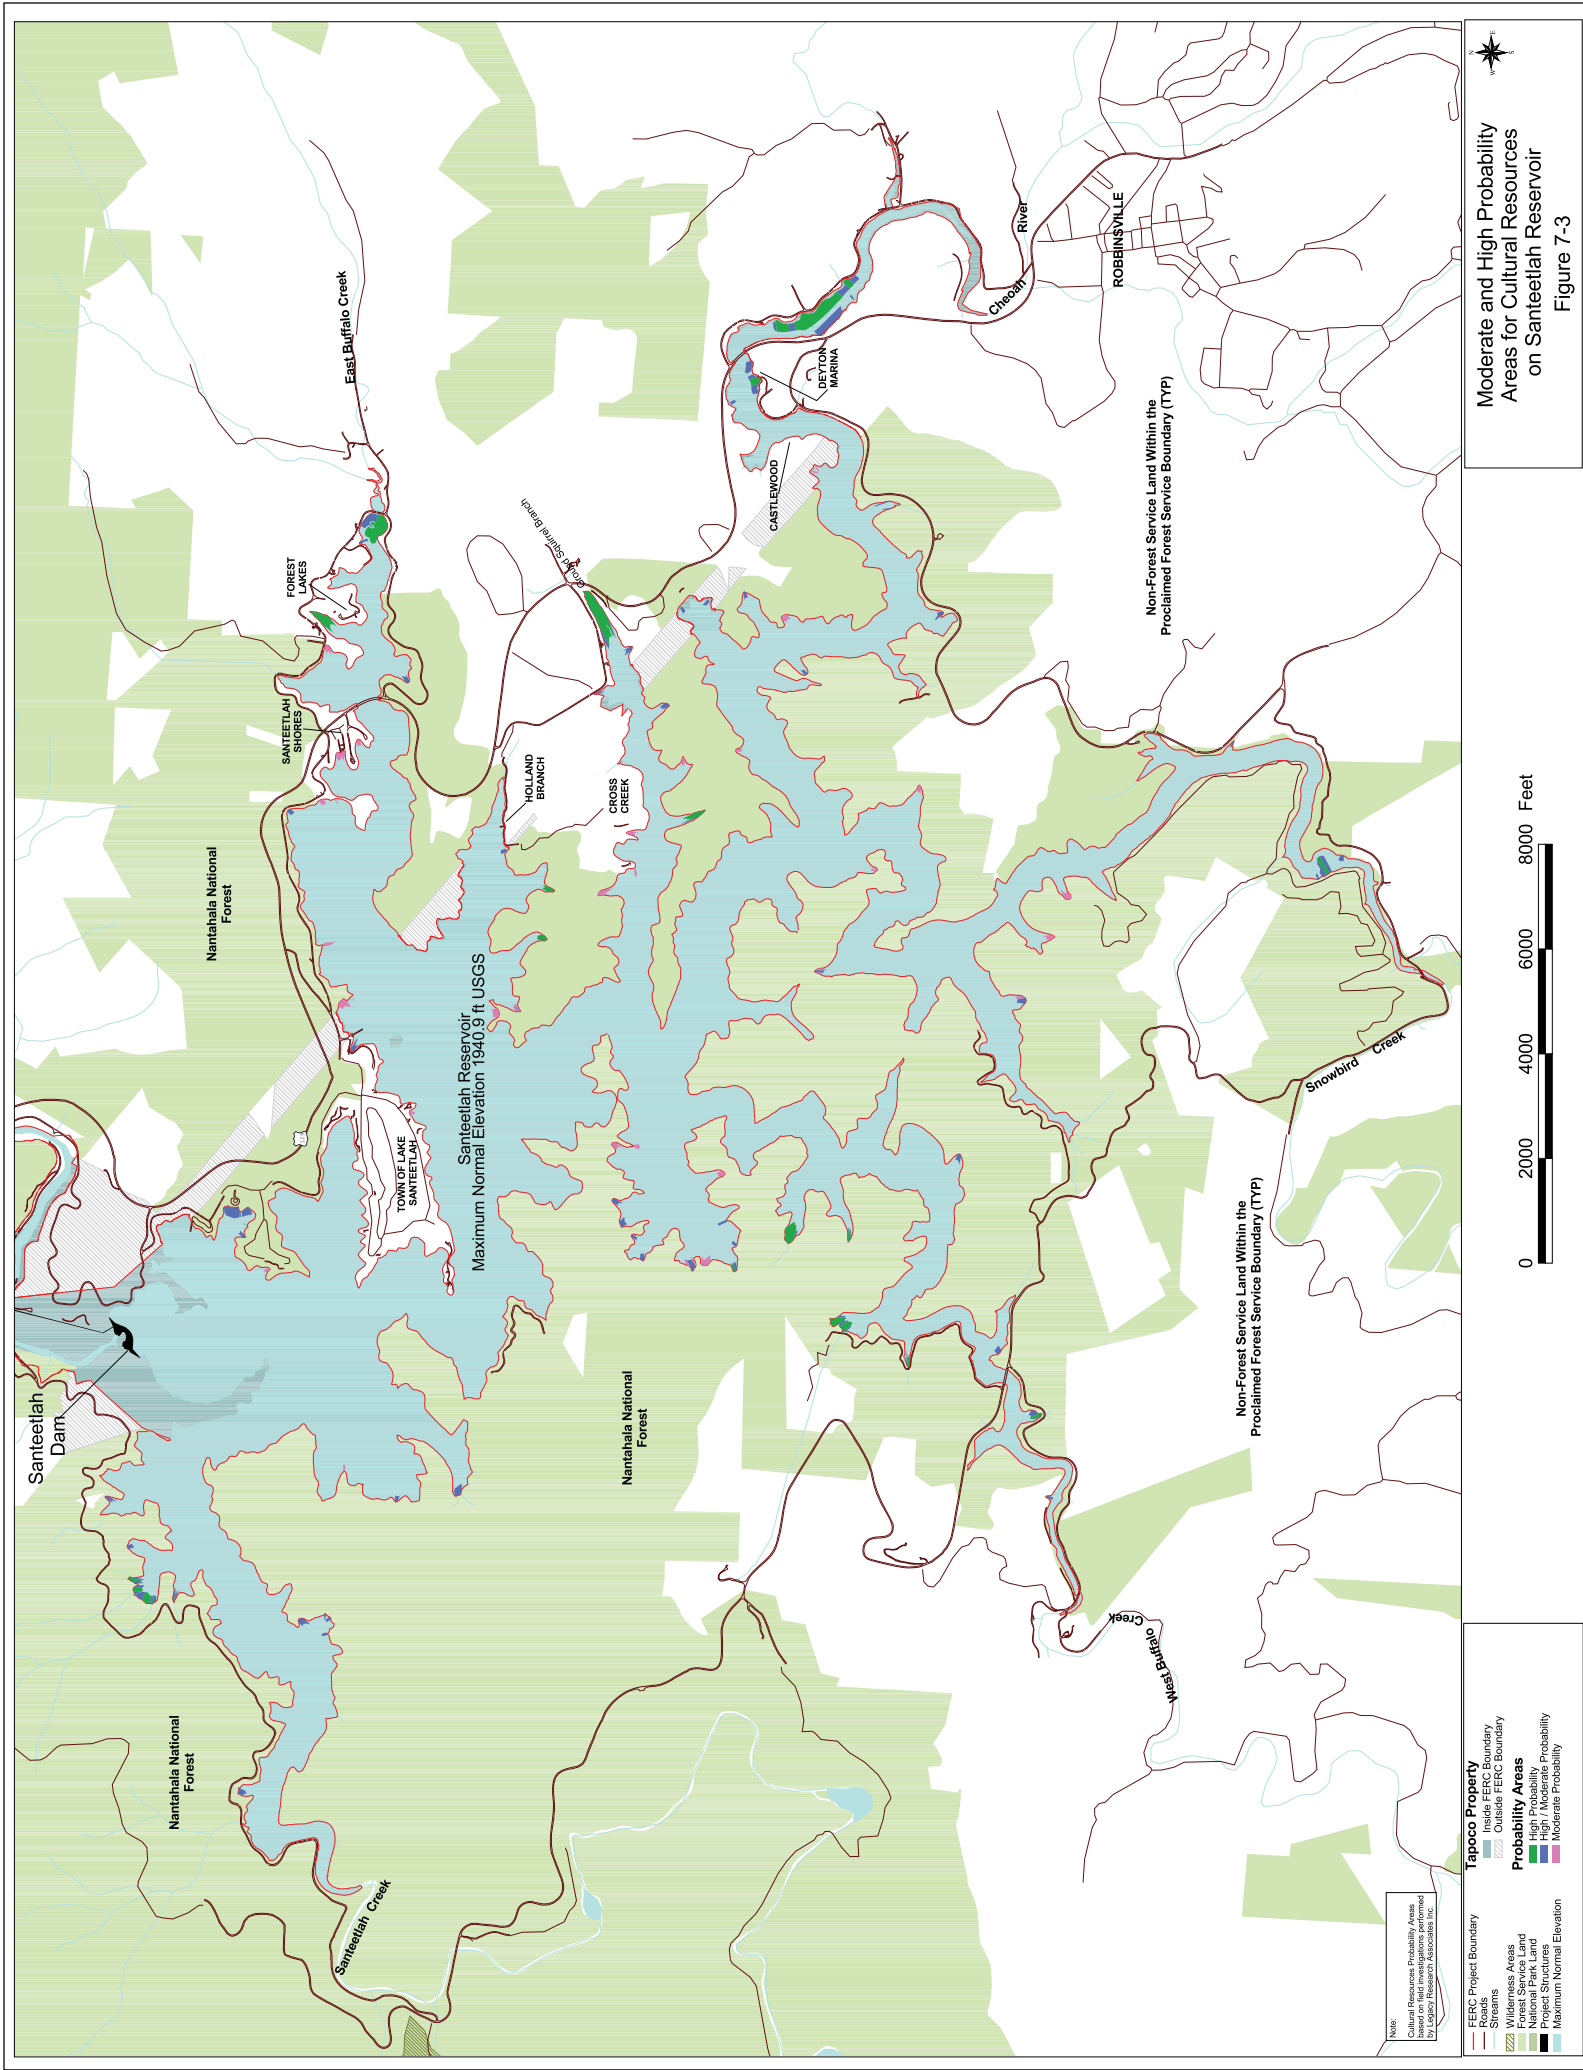 Moderate and High Probability
Areas for Cultural Resources
on Santeetlah Reservoir
Figure 7-3
N
E
S
W
Santeetlah
Dam
Nantahala National
Forest
Nantahala National
Forest
Nantahala National
Forest
Santeetlah Creek
East Buffalo Creek
FOREST
LAKES
SANTEETLAH
SHORES
Ground Squirrel Branch
HOLLAND
BRANCH
CROSS
CREEK
TOWN OF LAKE
SANTEETLAH
Santeetlah Reservoir
Maximum Normal Elevation 1940.9 ft USGS
CASTLEWOOD
DEYTON
MARINA
Cheoah
River
ROBBINSVILLE
Non-Forest Service Land Within the
Proclaimed Forest Service Boundary (TYP)
Non-Forest Service Land Within the
Proclaimed Forest Service Boundary (TYP)
Snowbird Creek
West Buffalo
Creek
0 2000 4000 6000 8000 Feet
Note:
Cultural Resources Probability Areas
based on field investigations performed
by Legacy Research Associates Inc.
FERC Project Boundary
Roads
Streams
Wilderness Areas
Forest Service Land
National Park Land
Project Structures
Maximum Normal Elevation
Tapoco Property
Inside FERC Boundary
Outside FERC Boundary
Probability Areas
High Probability
High / Moderate Probability
Moderate Probability